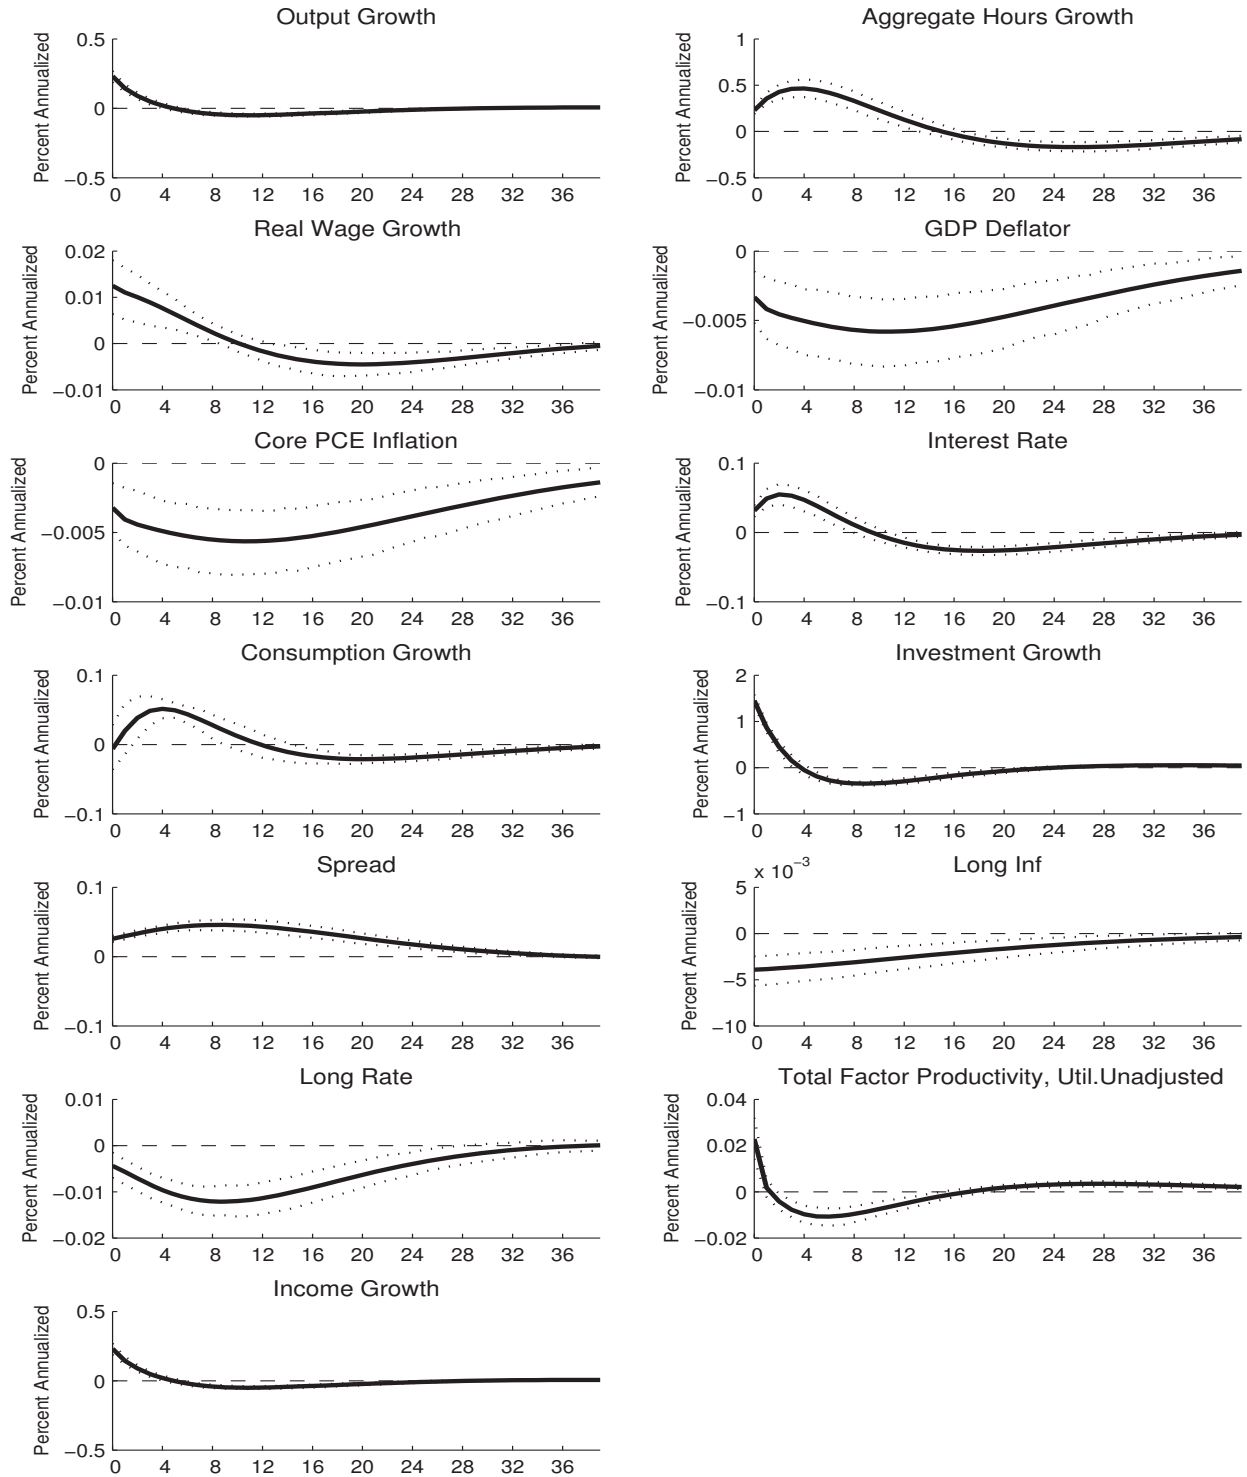 Output Growth
Percent Annualized
0.5
0
−0.5
0 4 8 12 16 20 24 28 32 36
Aggregate Hours Growth
Percent Annualized
1
0.5
0
−0.5
0 4 8 12 16 20 24 28 32 36
Real Wage Growth
Percent Annualized
0.02
0.01
0
−0.01
0 4 8 12 16 20 24 28 32 36
GDP Deflator
Percent Annualized
0
−0.005
−0.01
0 4 8 12 16 20 24 28 32 36
Core PCE Inflation
Percent Annualized
0
−0.005
−0.01
0 4 8 12 16 20 24 28 32 36
Interest Rate
Percent Annualized
0.1
0
−0.1
0 4 8 12 16 20 24 28 32 36
Consumption Growth
Percent Annualized
0.1
0
−0.1
0 4 8 12 16 20 24 28 32 36
Investment Growth
Percent Annualized
2
1
0
−1
0 4 8 12 16 20 24 28 32 36
Spread
Percent Annualized
0.1
0
−0.1
0 4 8 12 16 20 24 28 32 36
Long Inf
x 10−3
Percent Annualized
5
0
−5
−10
0 4 8 12 16 20 24 28 32 36
Long Rate
Percent Annualized
0.01
0
−0.01
−0.02
0 4 8 12 16 20 24 28 32 36
Total Factor Productivity, Util.Unadjusted
Percent Annualized
0.04
0.02
0
−0.02
0 4 8 12 16 20 24 28 32 36
Income Growth
Percent Annualized
0.5
0
−0.5
0 4 8 12 16 20 24 28 32 36